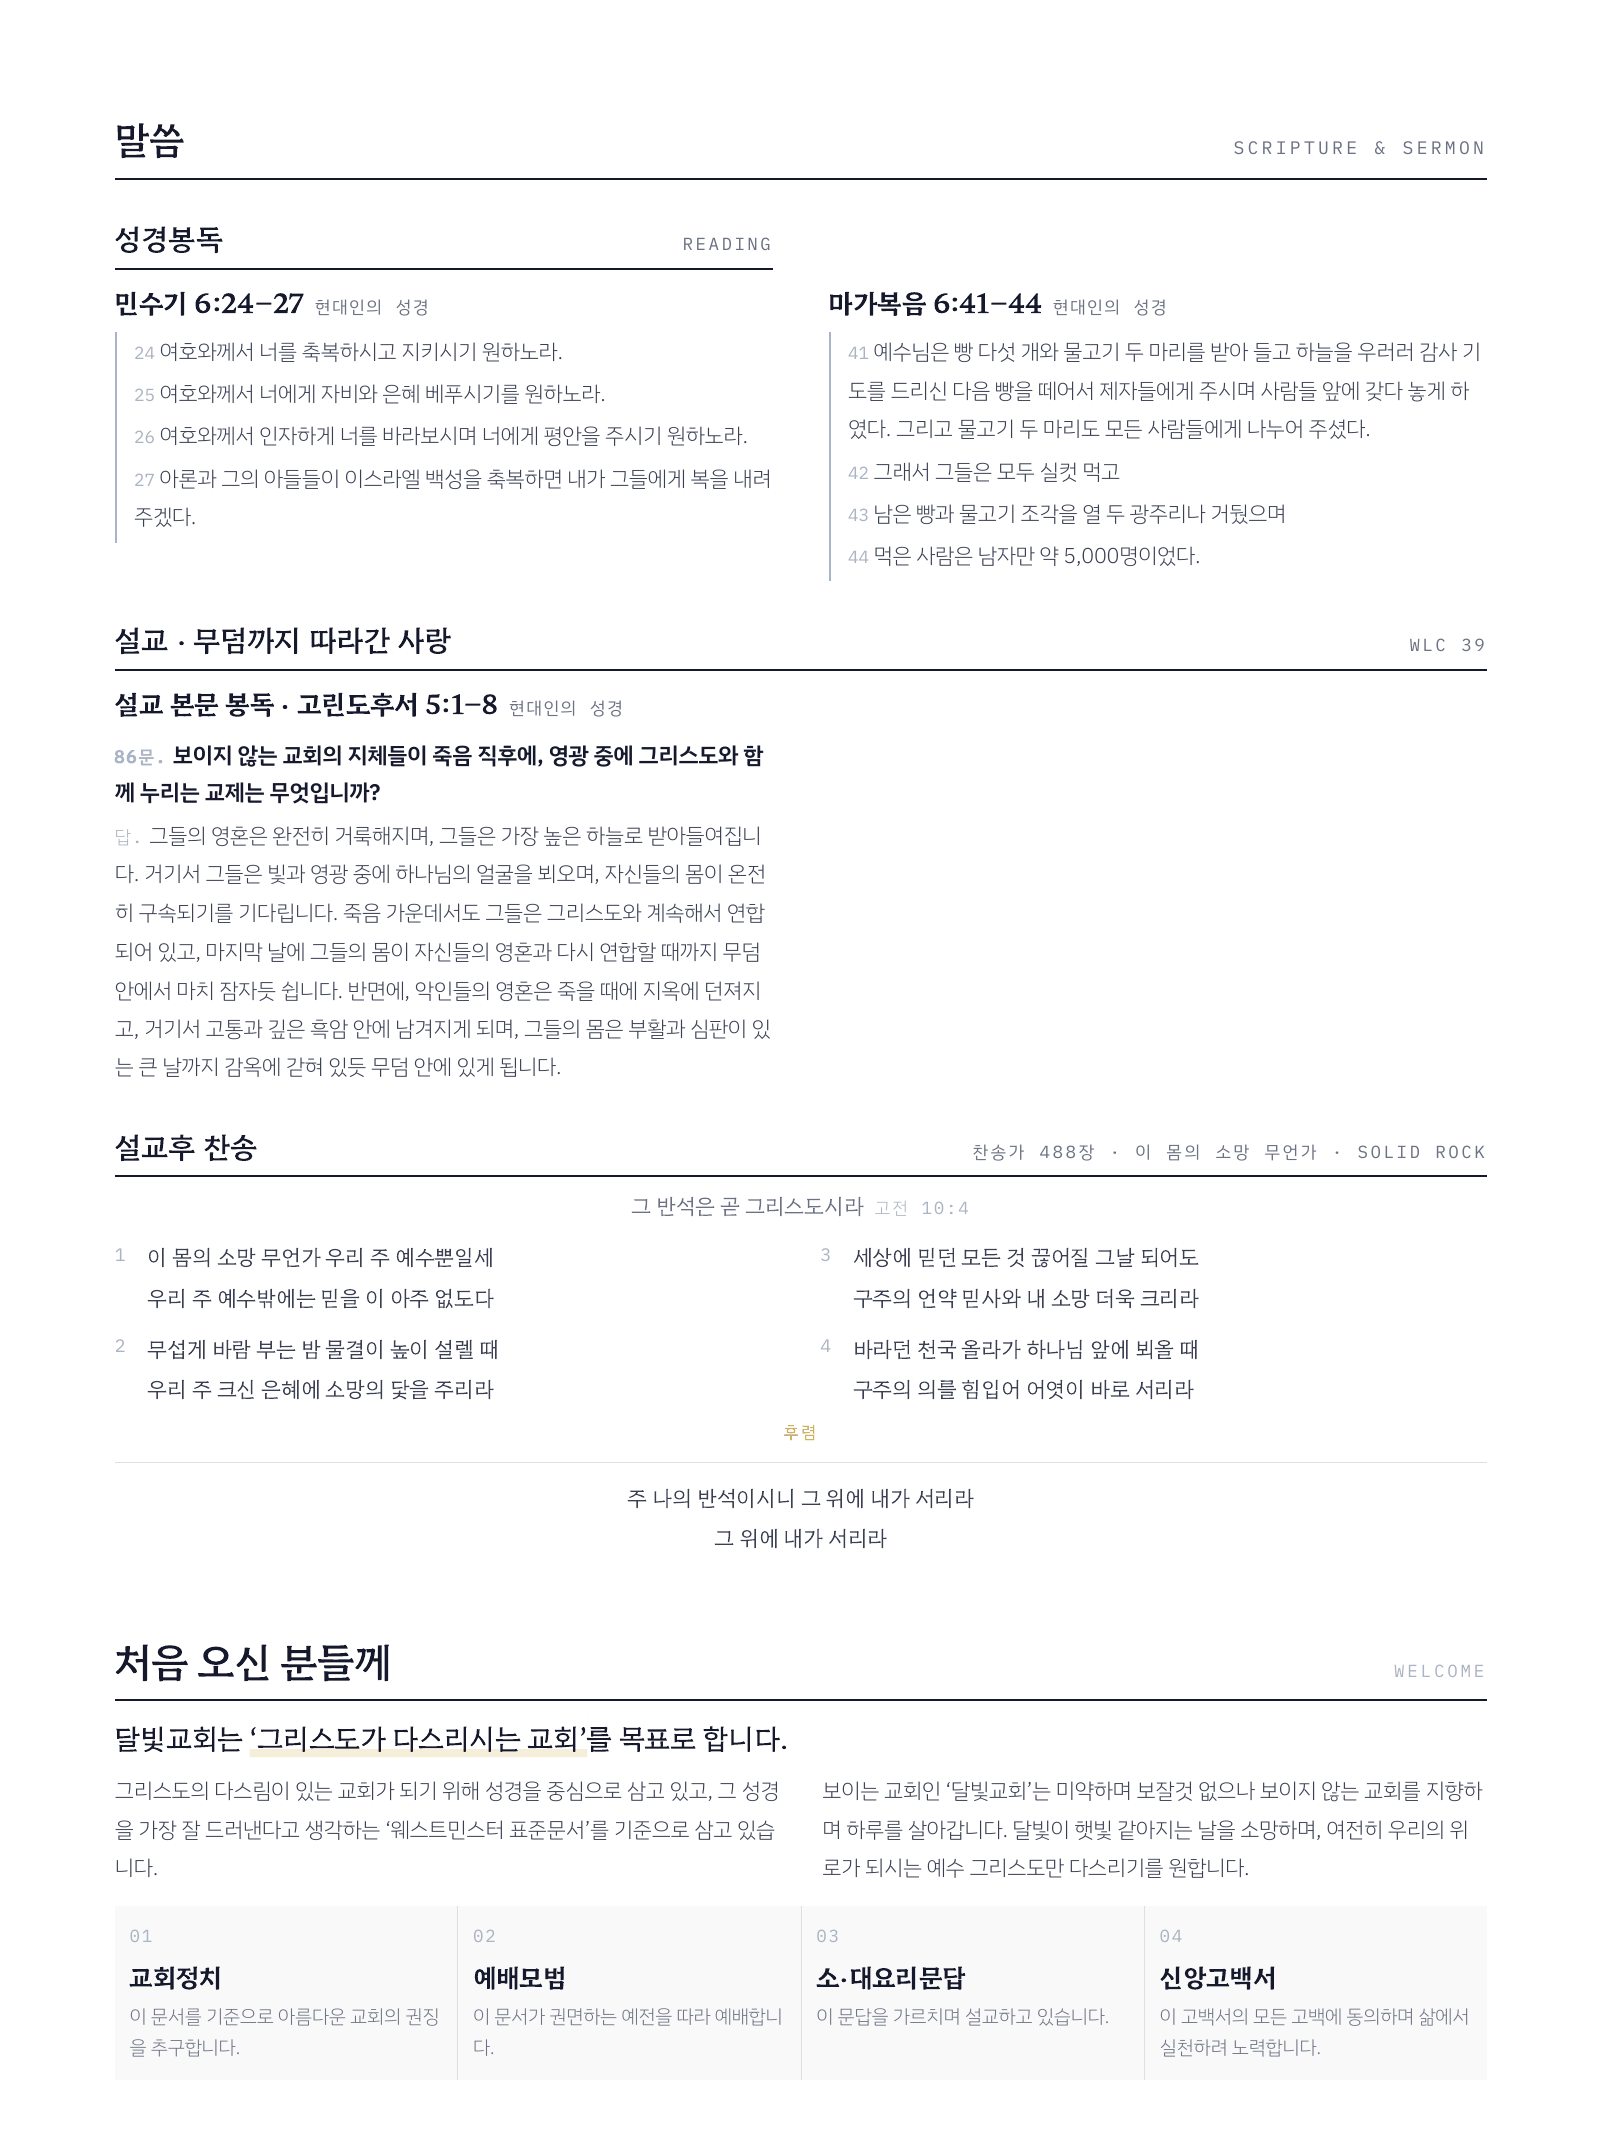 말씀
SCRIPTURE & SERMON
성경봉독
READING
민수기 6:24–27 현대인의 성경
24 여호와께서 너를 축복하시고 지키시기 원하노라.
25 여호와께서 너에게 자비와 은혜 베푸시기를 원하노라.
26 여호와께서 인자하게 너를 바라보시며 너에게 평안을 주시기 원하노라.
27 아론과 그의 아들들이 이스라엘 백성을 축복하면 내가 그들에게 복을 내려
주겠다.
마가복음 6:41–44 현대인의 성경
41 예수님은 빵 다섯 개와 물고기 두 마리를 받아 들고 하늘을 우러러 감사 기
도를 드리신 다음 빵을 떼어서 제자들에게 주시며 사람들 앞에 갖다 놓게 하
였다. 그리고 물고기 두 마리도 모든 사람들에게 나누어 주셨다.
42 그래서 그들은 모두 실컷 먹고
43 남은 빵과 물고기 조각을 열 두 광주리나 거뒀으며
44 먹은 사람은 남자만 약 5,000명이었다.
설교 · 무덤까지 따라간 사랑
WLC 39
설교 본문 봉독 · 고린도후서 5:1–8 현대인의 성경
86문. 보이지 않는 교회의 지체들이 죽음 직후에, 영광 중에 그리스도와 함
께 누리는 교제는 무엇입니까?
답. 그들의 영혼은 완전히 거룩해지며, 그들은 가장 높은 하늘로 받아들여집니
다. 거기서 그들은 빛과 영광 중에 하나님의 얼굴을 뵈오며, 자신들의 몸이 온전
히 구속되기를 기다립니다. 죽음 가운데서도 그들은 그리스도와 계속해서 연합
되어 있고, 마지막 날에 그들의 몸이 자신들의 영혼과 다시 연합할 때까지 무덤
안에서 마치 잠자듯 쉽니다. 반면에, 악인들의 영혼은 죽을 때에 지옥에 던져지
고, 거기서 고통과 깊은 흑암 안에 남겨지게 되며, 그들의 몸은 부활과 심판이 있
는 큰 날까지 감옥에 갇혀 있듯 무덤 안에 있게 됩니다.
설교후 찬송
찬송가 488장 · 이 몸의 소망 무언가 · SOLID ROCK
그 반석은 곧 그리스도시라 고전 10:4
1 이 몸의 소망 무언가 우리 주 예수뿐일세
우리 주 예수밖에는 믿을 이 아주 없도다
2 무섭게 바람 부는 밤 물결이 높이 설렐 때
우리 주 크신 은혜에 소망의 닻을 주리라
3 세상에 믿던 모든 것 끊어질 그날 되어도
구주의 언약 믿사와 내 소망 더욱 크리라
4 바라던 천국 올라가 하나님 앞에 뵈올 때
구주의 의를 힘입어 어엿이 바로 서리라
후렴
주 나의 반석이시니 그 위에 내가 서리라
그 위에 내가 서리라
처음 오신 분들께
WELCOME
달빛교회는 ‘그리스도가 다스리시는 교회’를 목표로 합니다.
그리스도의 다스림이 있는 교회가 되기 위해 성경을 중심으로 삼고 있고, 그 성경
을 가장 잘 드러낸다고 생각하는 ‘웨스트민스터 표준문서’를 기준으로 삼고 있습
니다.
보이는 교회인 ‘달빛교회’는 미약하며 보잘것 없으나 보이지 않는 교회를 지향하
며 하루를 살아갑니다. 달빛이 햇빛 같아지는 날을 소망하며, 여전히 우리의 위
로가 되시는 예수 그리스도만 다스리기를 원합니다.
01
교회정치
이 문서를 기준으로 아름다운 교회의 권징
을 추구합니다.
02
예배모범
이 문서가 권면하는 예전을 따라 예배합니
다.
03
소·대요리문답
이 문답을 가르치며 설교하고 있습니다.
04
신앙고백서
이 고백서의 모든 고백에 동의하며 삶에서
실천하려 노력합니다.